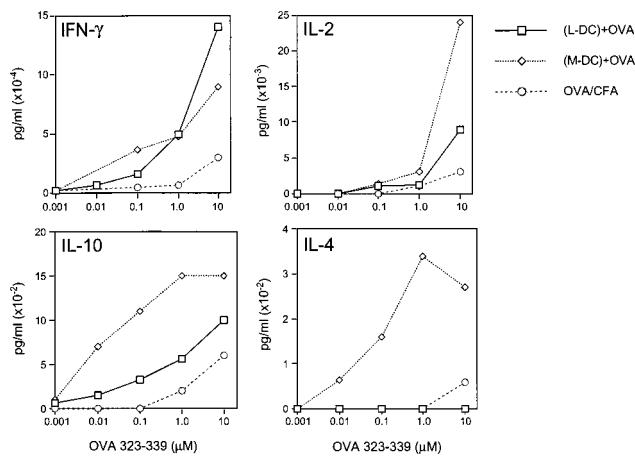 IFN-γ
15
10
5
0
pg/ml (x10⁻⁴)
0.001 0.01 0.1 1.0 10
IL-2
25
20
15
10
5
0
pg/ml (x10⁻³)
0.001 0.01 0.1 1.0 10
(L-DC)+OVA
(M-DC)+OVA
OVA/CFA
IL-10
20
15
10
5
0
pg/ml (x10⁻²)
0.001 0.01 0.1 1.0 10
OVA 323-339 (μM)
IL-4
4
3
2
1
0
pg/ml (x10⁻²)
0.001 0.01 0.1 1.0 10
OVA 323-339 (μM)